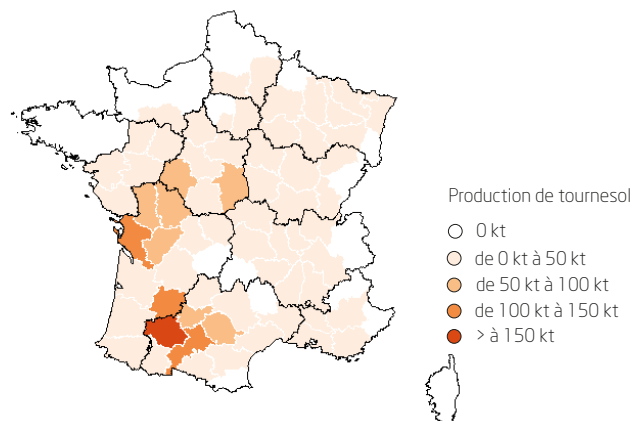 Production de tournesol
0 kt
de 0 kt à 50 kt
de 50 kt à 100 kt
de 100 kt à 150 kt
> à 150 kt